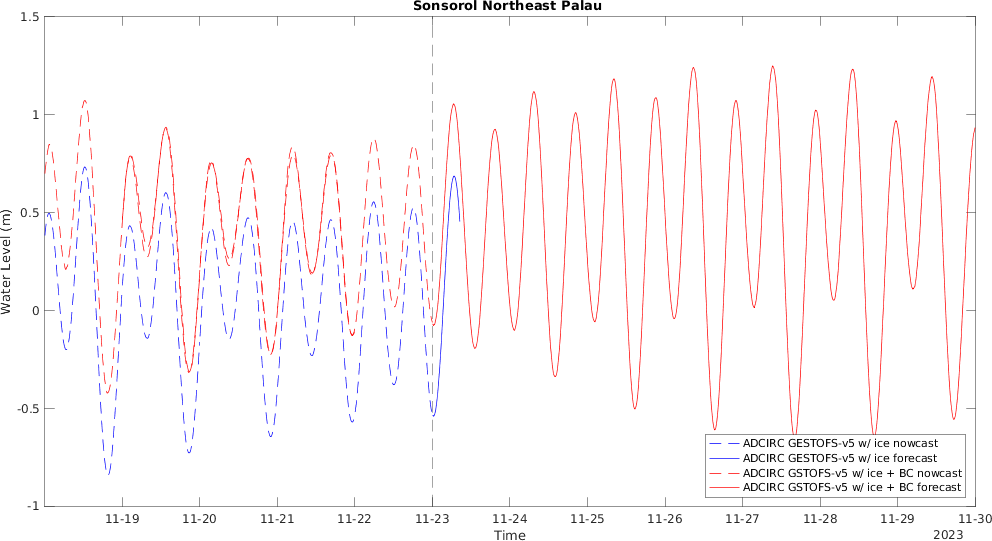 Sonsorol Northeast Palau
1.5
1
0.5
0
-0.5
-1
Water Level (m)
11-19
11-20
11-21
11-22
11-23
11-24
11-25
11-26
11-27
11-28
11-29
11-30
Time
2023
ADCIRC GESTOFS-v5 w/ ice nowcast
ADCIRC GESTOFS-v5 w/ ice forecast
ADCIRC GSTOFS-v5 w/ ice + BC nowcast
ADCIRC GSTOFS-v5 w/ ice + BC forecast